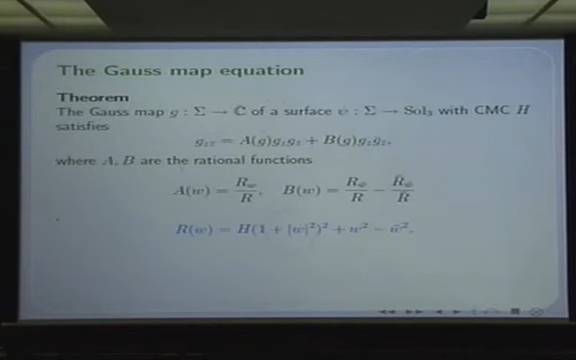 The Gauss map equation
Theorem
The Gauss map g : Σ → C̄ of a surface ψ : Σ → Sol₃ with CMC H
satisfies
g_{zz̄} = A(g)g_z g_z̄ + B(g)g_z ḡ_z̄,
where A, B are the rational functions
A(w) = R_w/R, B(w) = R_w̄/R − R̄_w̄/R̄
R(w) = H(1 + |w|²)² + w² − w̄².